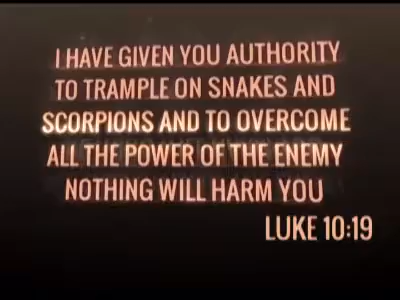 I HAVE GIVEN YOU AUTHORITY
TO TRAMPLE ON SNAKES AND
SCORPIONS AND TO OVERCOME
ALL THE POWER OF THE ENEMY
NOTHING WILL HARM YOU
LUKE 10:19